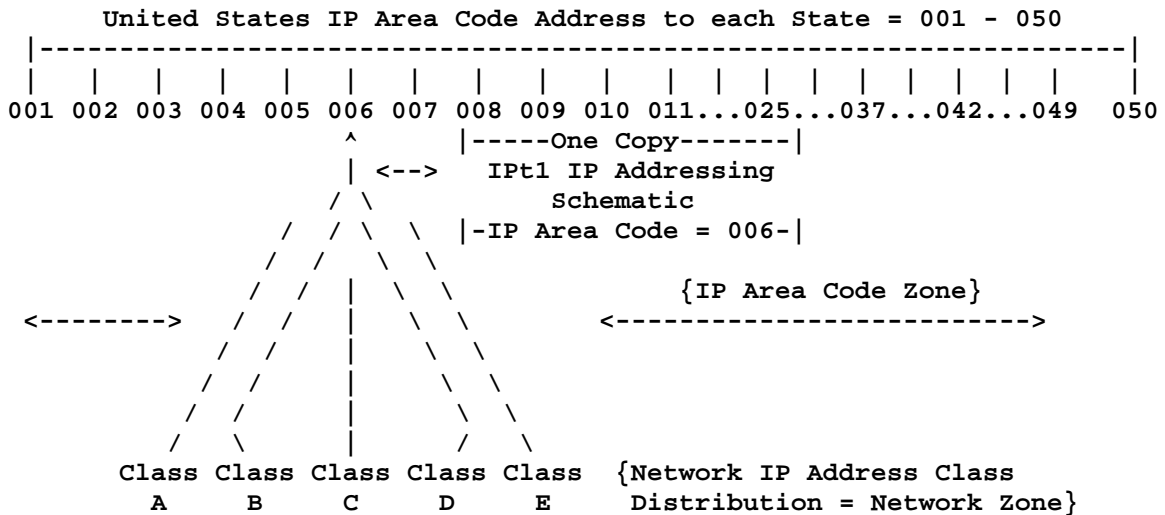 United States IP Area Code Address to each State = 001 - 050
001 002 003 004 005 006 007 008 009 010 011...025...037...042...049 050
|-----One Copy-------|
<--> IPt1 IP Addressing
Schematic
|-IP Area Code = 006-|
{IP Area Code Zone}
Class Class Class Class Class {Network IP Address Class
A B C D E Distribution = Network Zone}